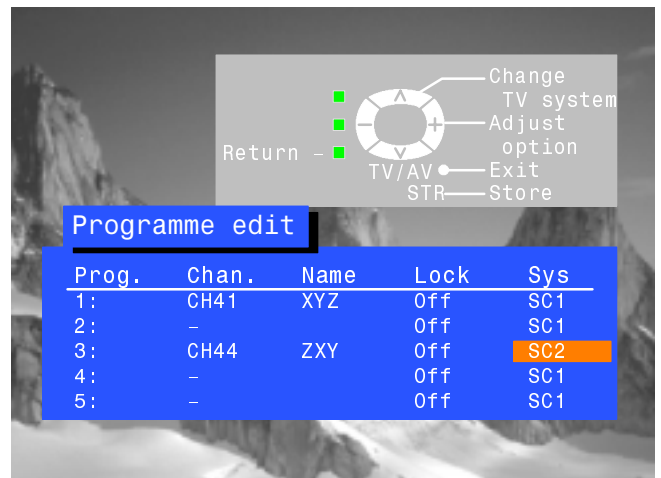 Change
TV system
Adjust
option
Return –
TV/AV Exit
STR Store
Programme edit
Prog. Chan. Name Lock Sys
1: CH41 XYZ Off SC1
2: – Off SC1
3: CH44 ZXY Off SC2
4: – Off SC1
5: – Off SC1